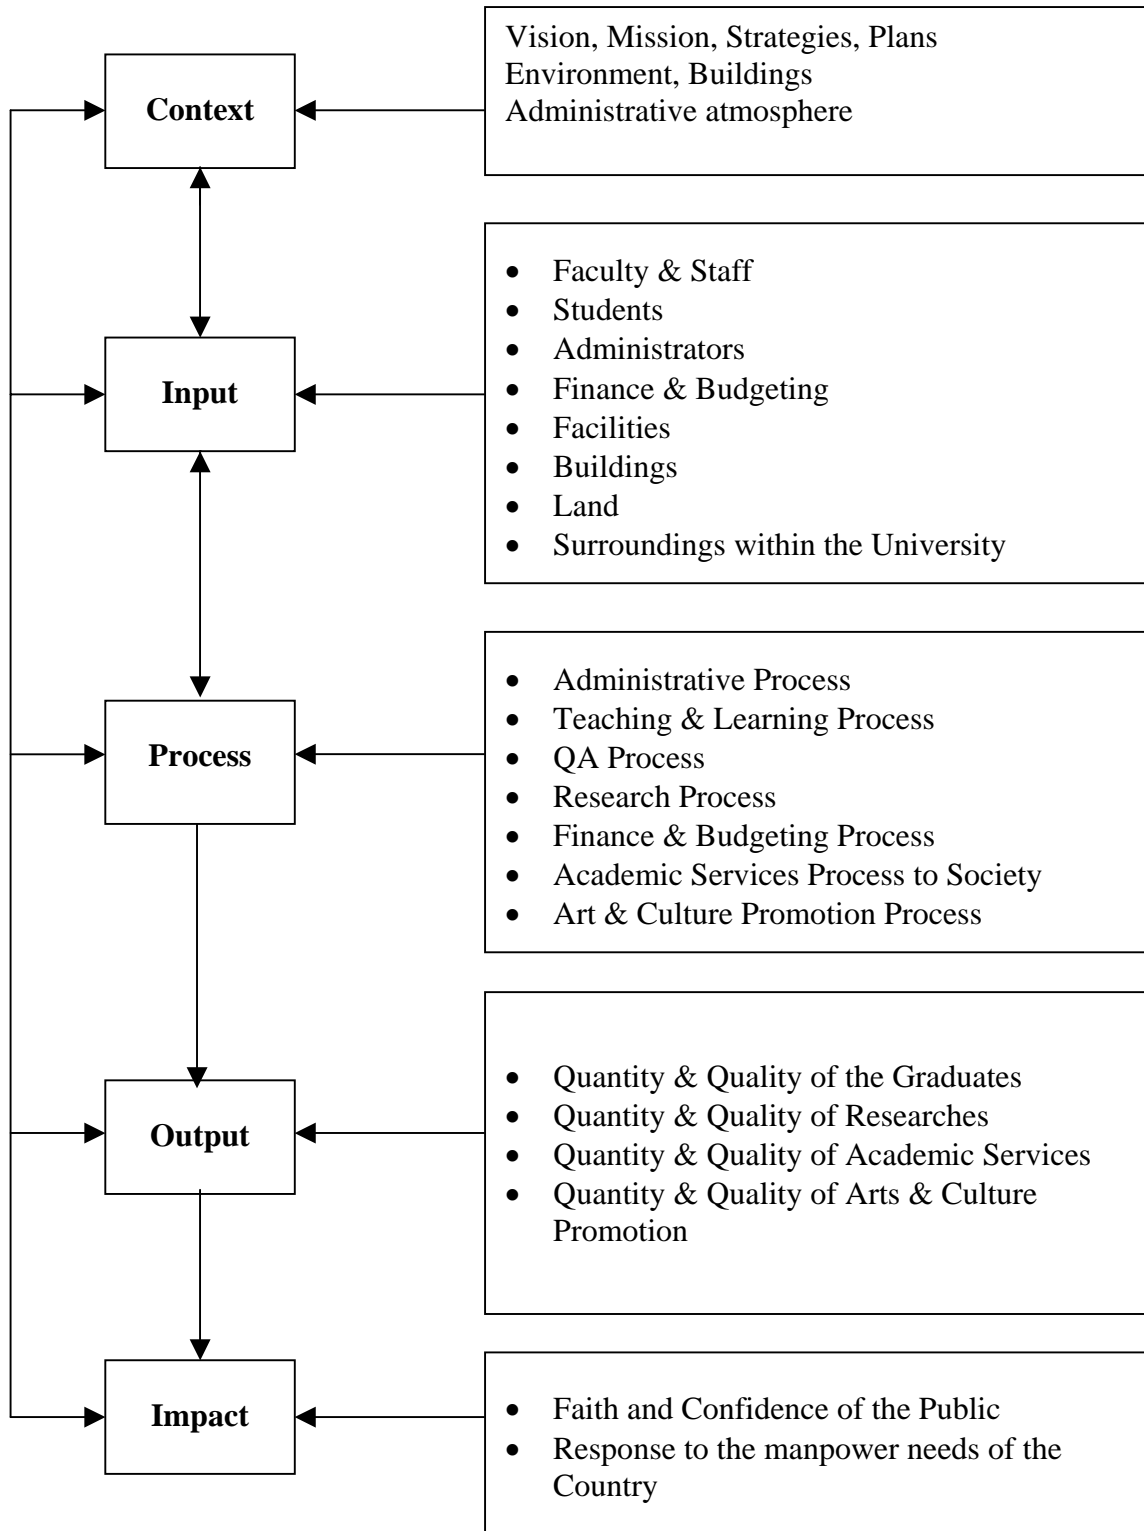 Vision, Mission, Strategies, Plans
Environment, Buildings
Administrative atmosphere
Context
• Faculty & Staff
• Students
• Administrators
• Finance & Budgeting
• Facilities
• Buildings
• Land
• Surroundings within the University
Input
• Administrative Process
• Teaching & Learning Process
• QA Process
• Research Process
• Finance & Budgeting Process
• Academic Services Process to Society
• Art & Culture Promotion Process
Process
• Quantity & Quality of the Graduates
• Quantity & Quality of Researches
• Quantity & Quality of Academic Services
• Quantity & Quality of Arts & Culture
Promotion
Output
• Faith and Confidence of the Public
• Response to the manpower needs of the
Country
Impact